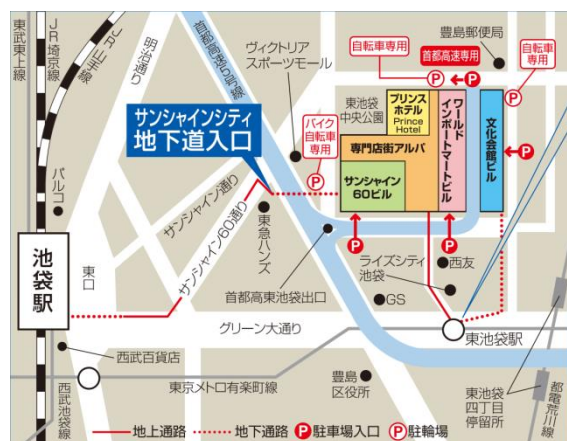 東武東上線
JR埼京線
JR山手線
明治通り
首都高速5号線
ヴィクトリア
スポーツモール
自転車専用
P
首都高速専用
P
豊島郵便局
自転車専用
P
サンシャインシティ
地下道入口
バイク
自転車
専用
P
東池袋
中央公園
プリンス
ホテル
Prince
Hotel
ワールド
インポートマートビル
文化会館ビル
P
専門店街アルパ
サンシャイン
60ビル
パルコ
サンシャイン通り
サンシャイン60通り
東急ハンズ
P
P
西友
ライズシティ
池袋
首都高東池袋出口
GS
池袋駅
東口
グリーン大通り
東池袋駅
西武百貨店
西武池袋線
東京メトロ有楽町線
豊島
区役所
東池袋
四丁目
停留所
都電荒川線
地上通路
地下通路
P駐車場入口
P駐輪場